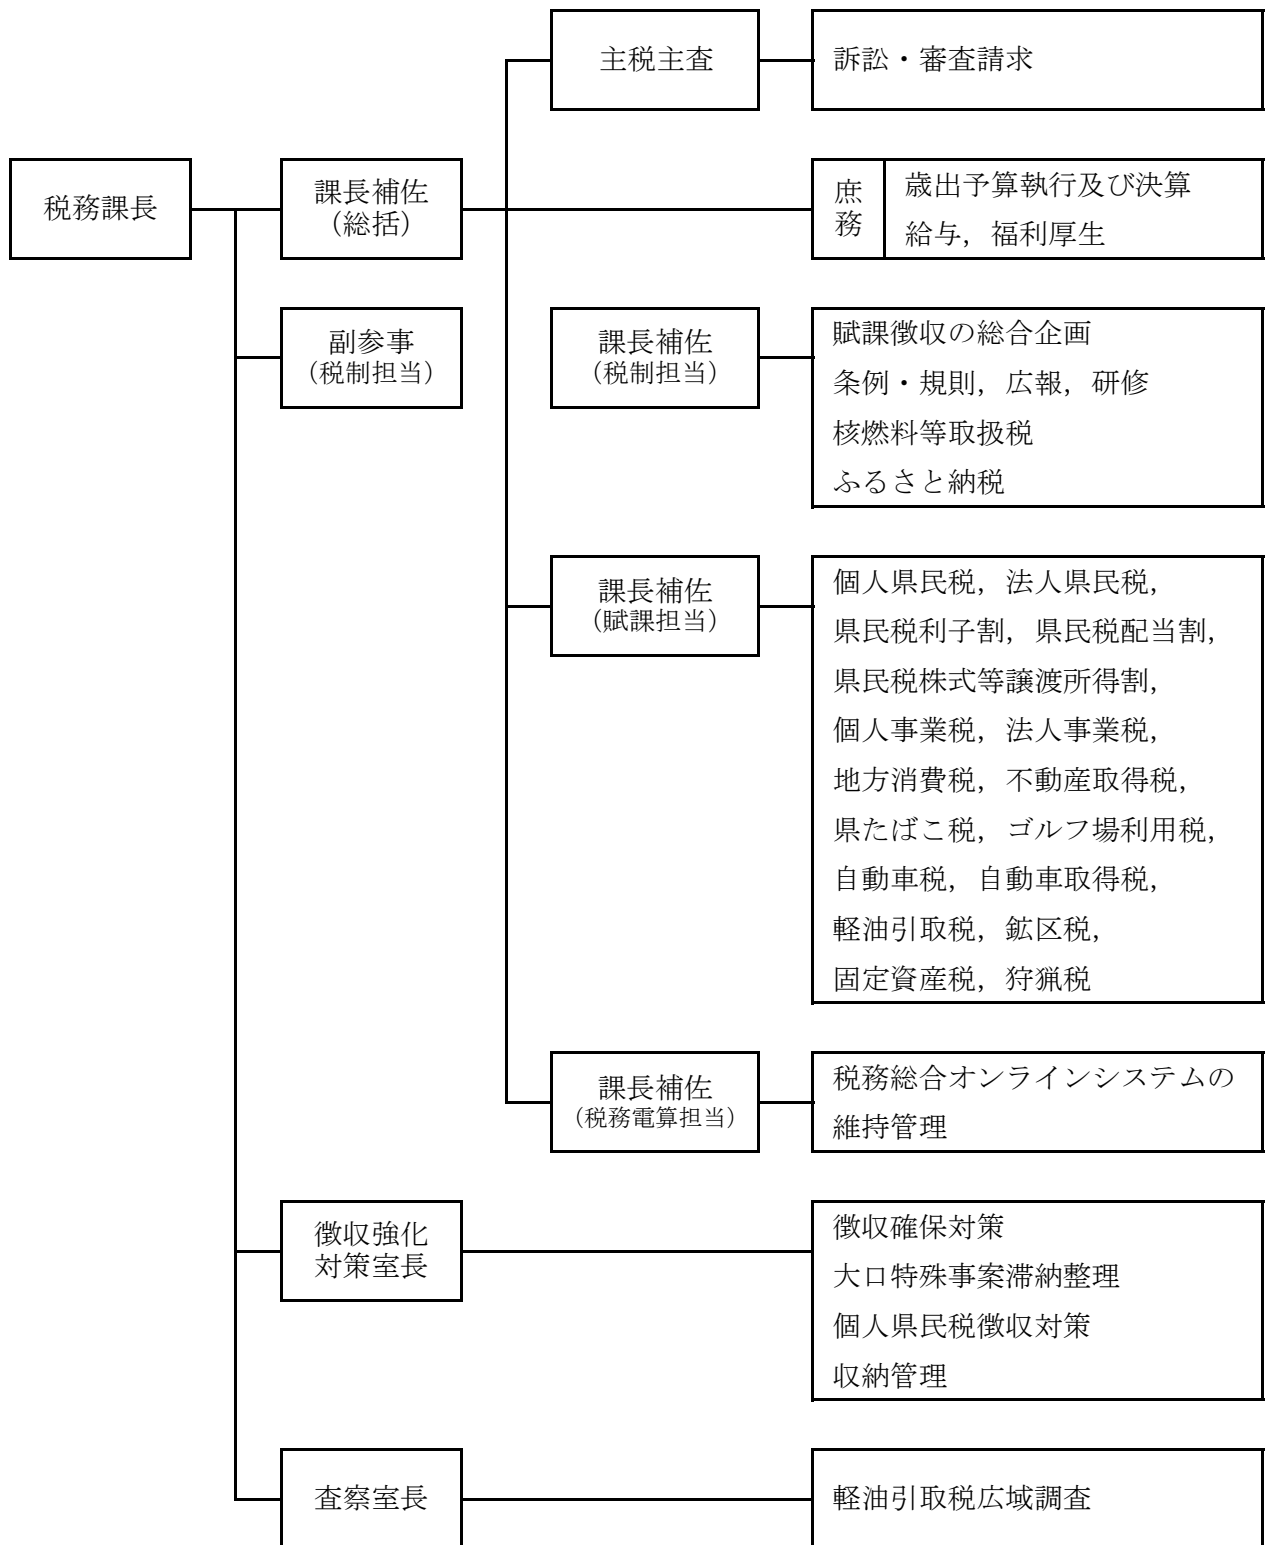 主税主査
訴訟・審査請求
税務課長
課長補佐
（総括）
庶務
歳出予算執行及び決算
給与，福利厚生
副参事
（税制担当）
課長補佐
（税制担当）
賦課徴収の総合企画
条例・規則，広報，研修
核燃料等取扱税
ふるさと納税
課長補佐
（賦課担当）
個人県民税，法人県民税，
県民税利子割，県民税配当割，
県民税株式等譲渡所得割，
個人事業税，法人事業税，
地方消費税，不動産取得税，
県たばこ税，ゴルフ場利用税，
自動車税，自動車取得税，
軽油引取税，鉱区税，
固定資産税，狩猟税
課長補佐
（税務電算担当）
税務総合オンラインシステムの
維持管理
徴収強化
対策室長
徴収確保対策
大口特殊事案滞納整理
個人県民税徴収対策
収納管理
査察室長
軽油引取税広域調査